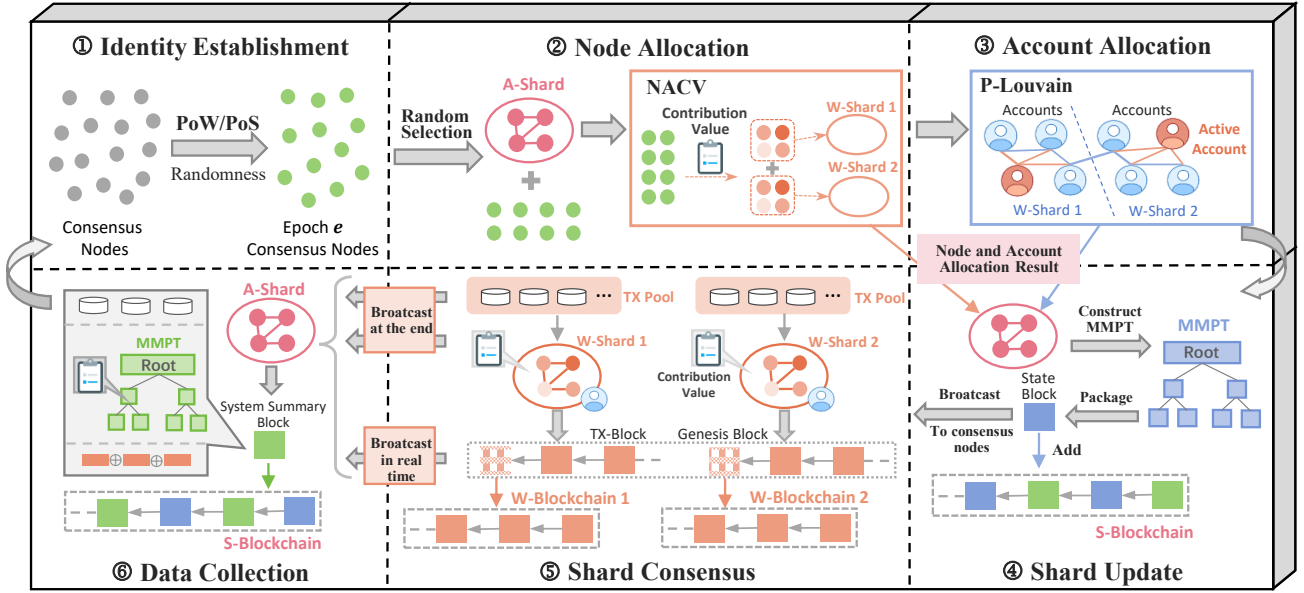 ① Identity Establishment
PoW/PoS
Randomness
Consensus
Nodes
Epoch e
Consensus Nodes
② Node Allocation
Random
Selection
A-Shard
NACV
Contribution
Value
W-Shard 1
W-Shard 2
③ Account Allocation
P-Louvain
Accounts
Accounts
Active
Account
W-Shard 1
W-Shard 2
Node and Account
Allocation Result
Construct
MMPT
MMPT
Root
State
Block
Package
Broatcast
To consensus
nodes
Add
S-Blockchain
④ Shard Update
TX Pool
TX Pool
W-Shard 1
W-Shard 2
Contribution
Value
TX-Block
Genesis Block
W-Blockchain 1
W-Blockchain 2
⑤ Shard Consensus
Broatcast
at the end
Broatcast
in real
time
A-Shard
MMPT
Root
System Summary
Block
S-Blockchain
⑥ Data Collection